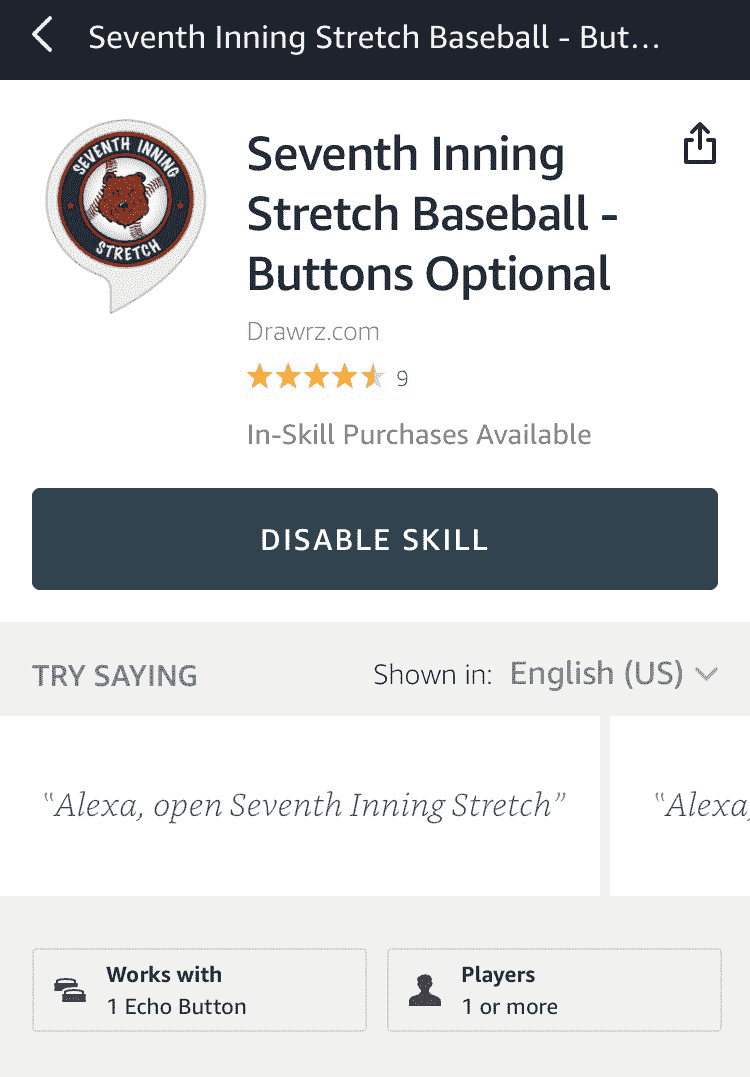 Seventh Inning Stretch Baseball - But...
SEVENTH INNING
STRETCH
Seventh Inning
Stretch Baseball -
Buttons Optional
Drawrz.com
9
In-Skill Purchases Available
DISABLE SKILL
TRY SAYING
Shown in: English (US)
“Alexa, open Seventh Inning Stretch”
“Alexa,
Works with
1 Echo Button
Players
1 or more